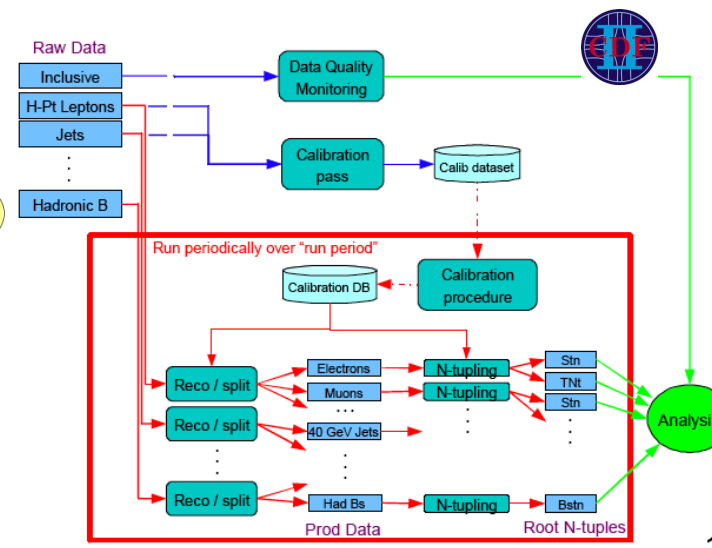 Raw Data
Inclusive
H-Pt Leptons
Jets
Hadronic B
Data Quality
Monitoring
CDF
II
Calibration
pass
Calib dataset
Run periodically over “run period”
Calibration DB
Calibration
procedure
Reco / split
Electrons
Muons
N-tupling
N-tupling
Stn
TNt
Stn
Reco / split
40 GeV Jets
Analysi
Reco / split
Had Bs
N-tupling
Bstn
Prod Data
Root N-tuples